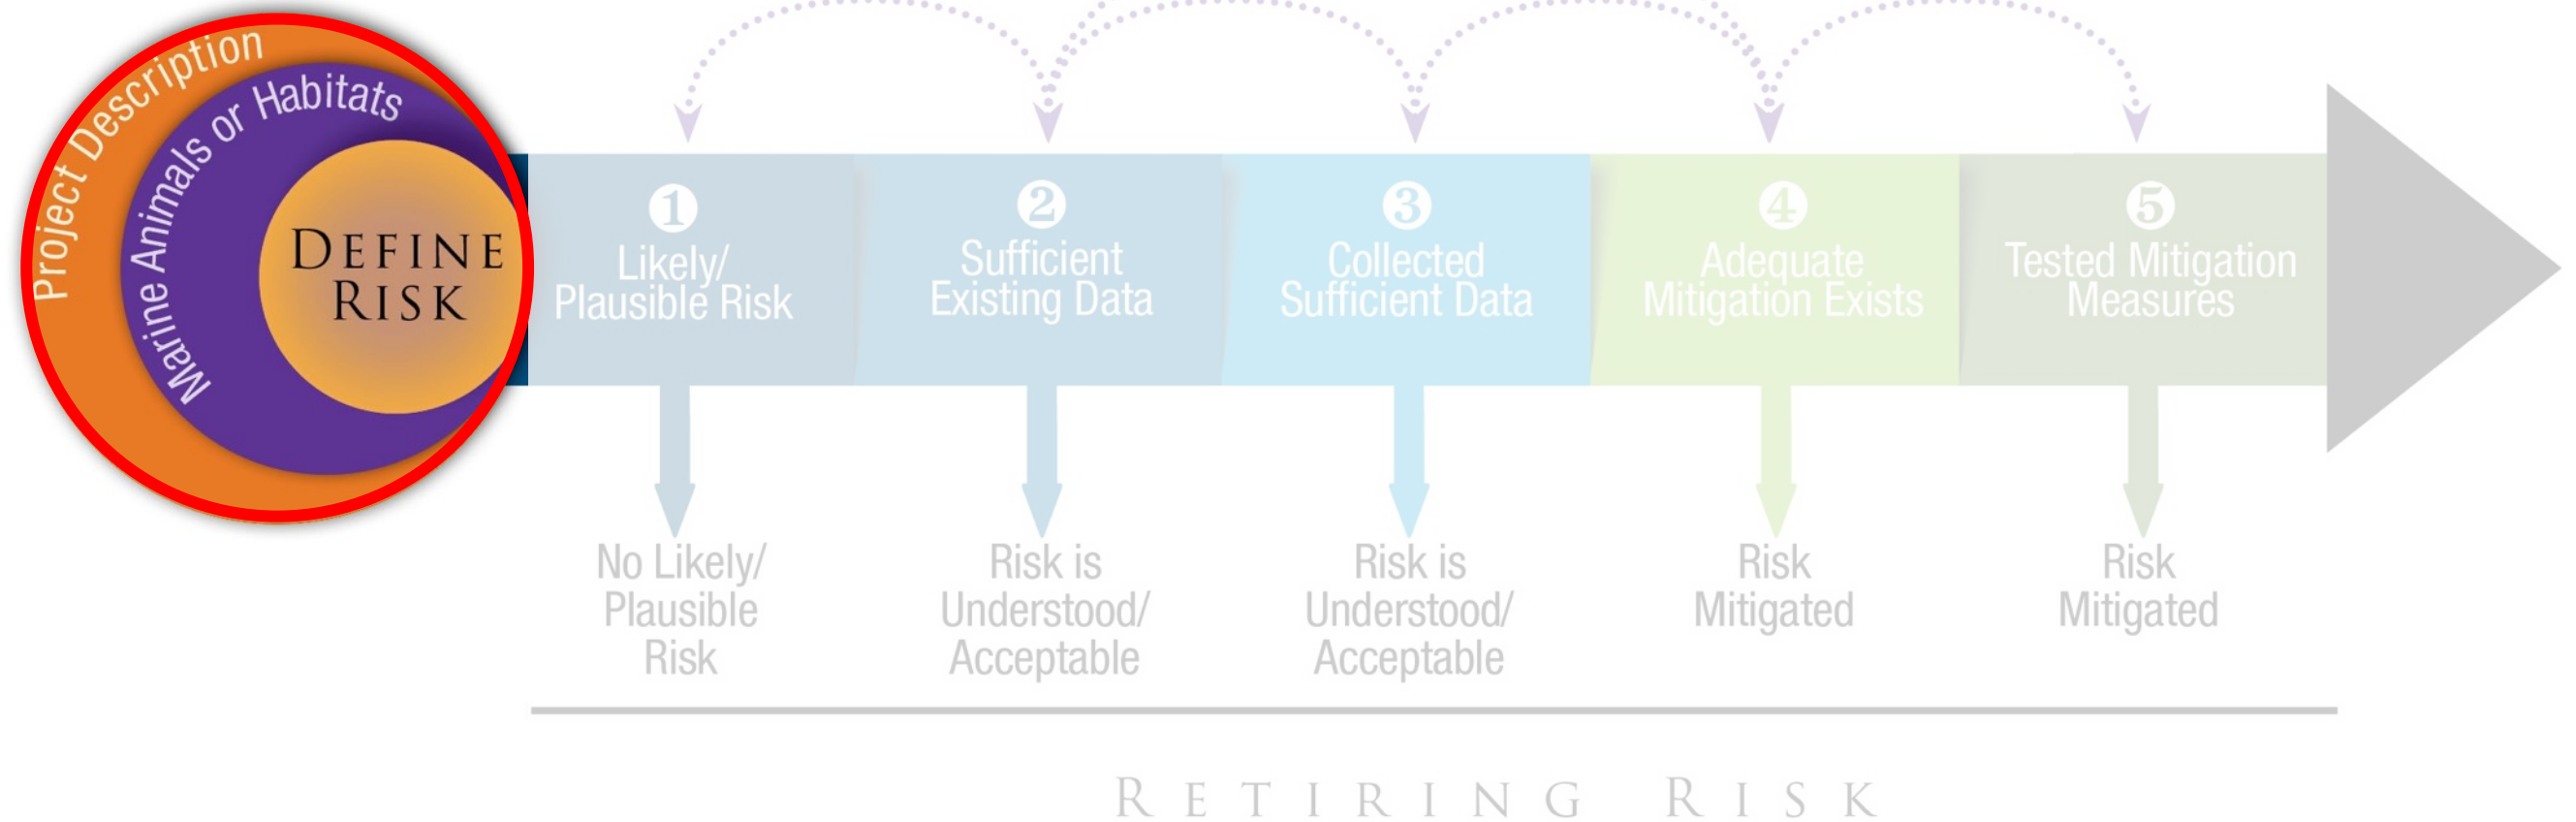 Project Description
Marine Animals or Habitats
DEFINE
RISK
1
Likely/
Plausible Risk
2
Sufficient
Existing Data
3
Collected
Sufficient Data
4
Adequate
Mitigation Exists
5
Tested Mitigation
Measures
No Likely/
Plausible
Risk
Risk is
Understood/
Acceptable
Risk is
Understood/
Acceptable
Risk
Mitigated
Risk
Mitigated
RETIRING RISK